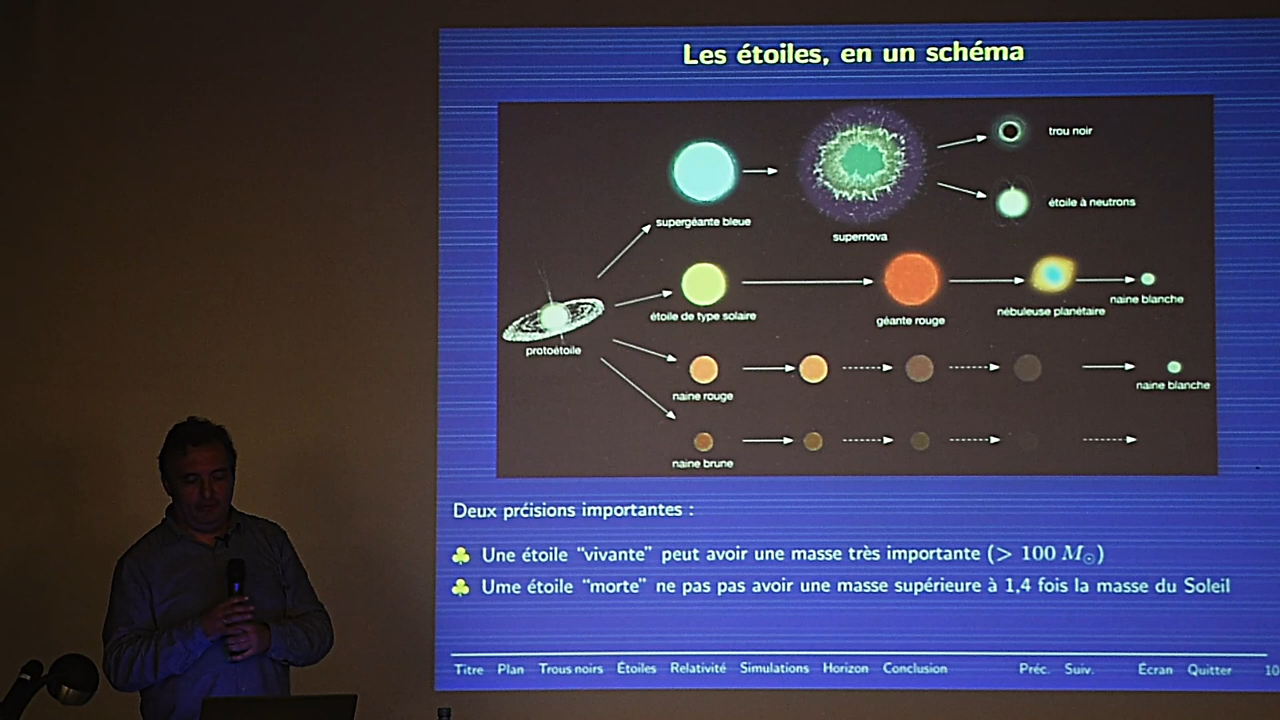 Les étoiles, en un schéma
trou noir
étoile à neutrons
supergéante bleue
supernova
étoile de type solaire
géante rouge
nébuleuse planétaire
naine blanche
protoétoile
naine rouge
naine blanche
naine brune
Deux prćisions importantes :
Une étoile “vivante” peut avoir une masse très importante (> 100 M☉)
Ume étoile “morte” ne pas pas avoir une masse supérieure à 1,4 fois la masse du Soleil
Titre Plan Trous noirs Étoiles Relativité Simulations Horizon Conclusion Préc. Suiv. Écran Quitter 10